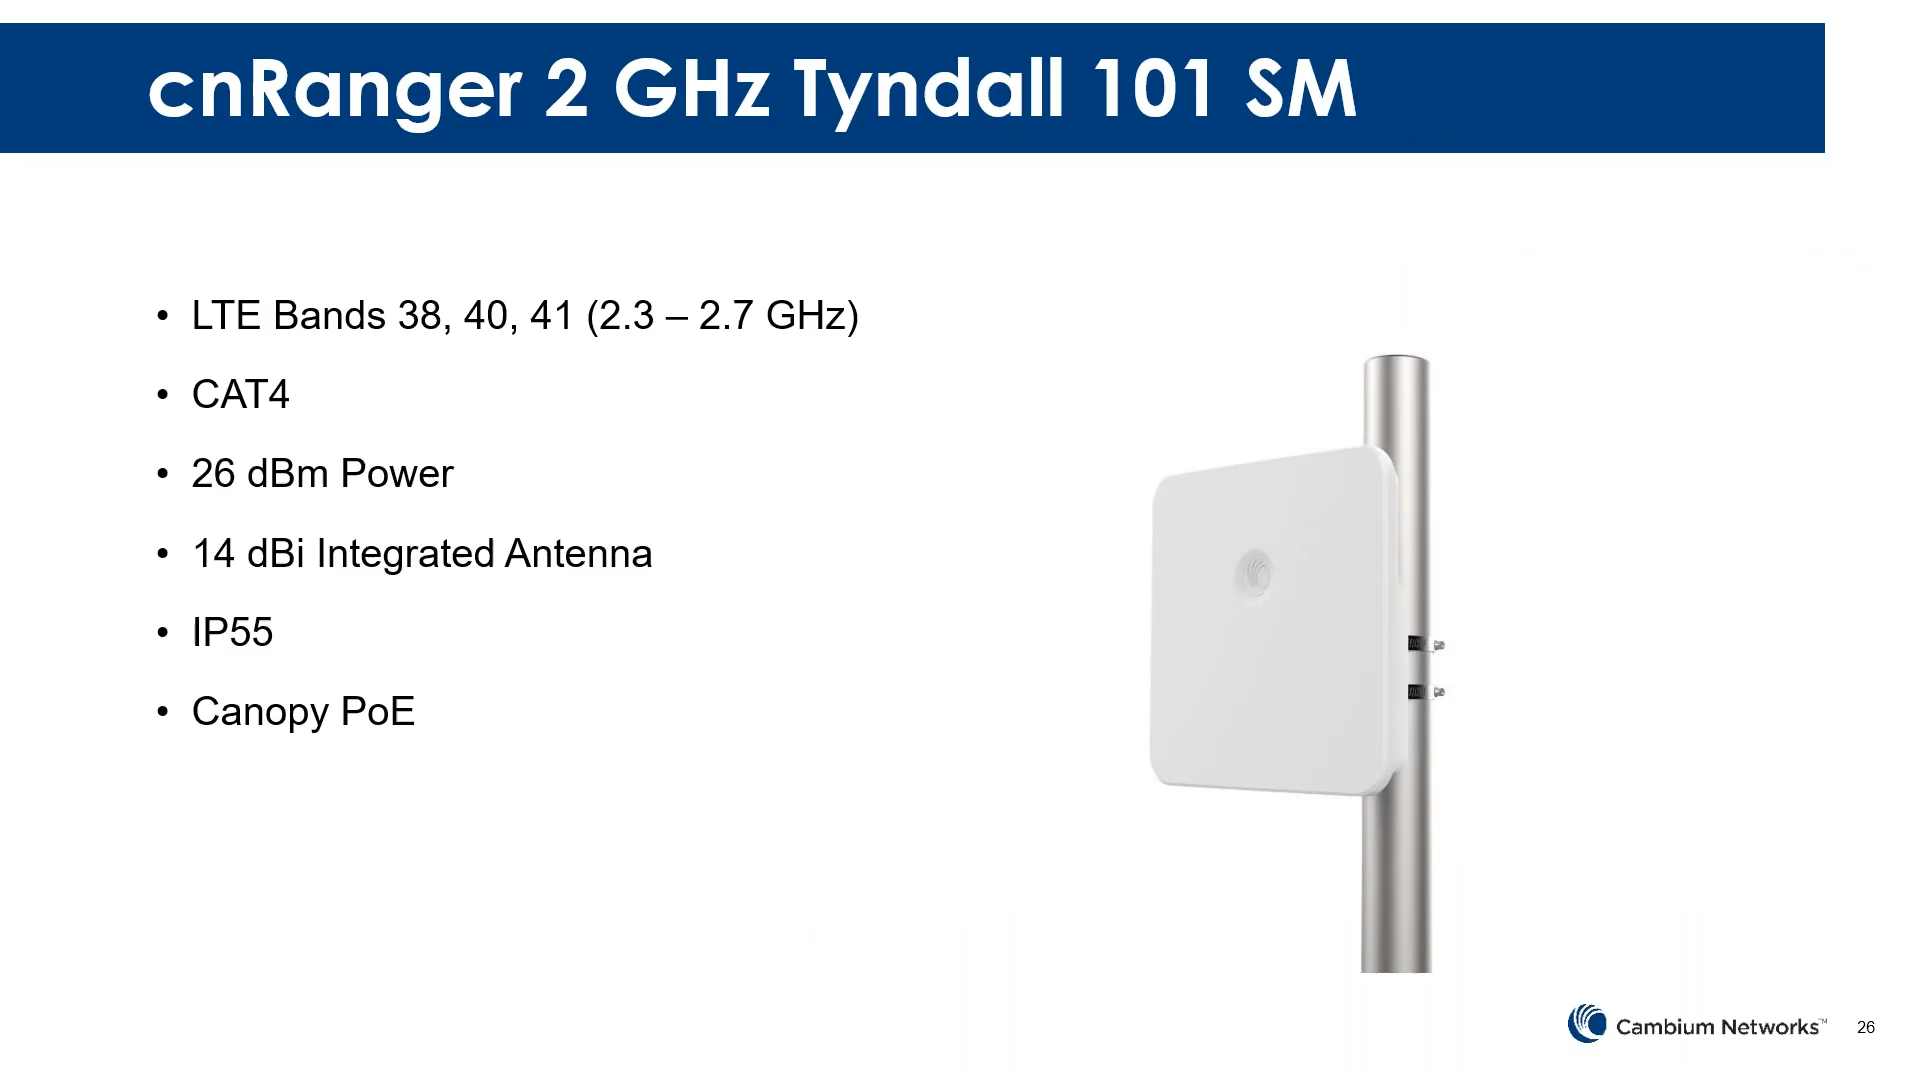 cnRanger 2 GHz Tyndall 101 SM
• LTE Bands 38, 40, 41 (2.3 – 2.7 GHz)
• CAT4
• 26 dBm Power
• 14 dBi Integrated Antenna
• IP55
• Canopy PoE
Cambium Networks™
26